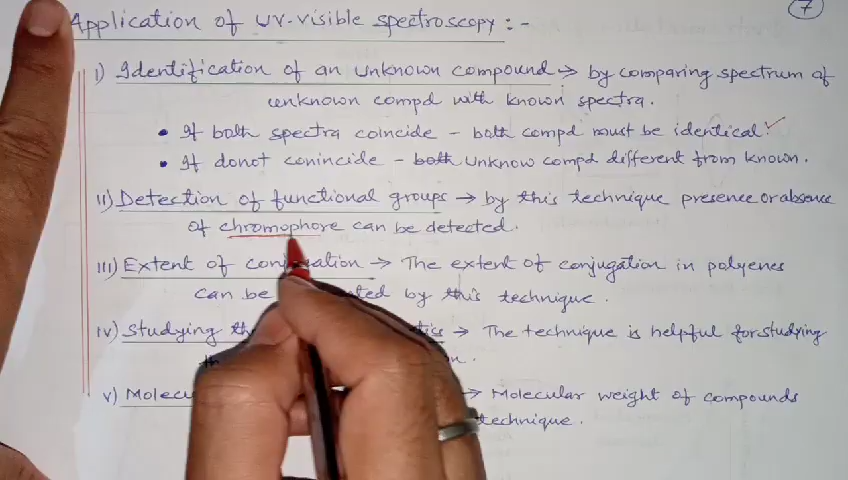 7
Application of UV-visible spectroscopy :-
i) Identification of an unknown compound → by comparing spectrum of
unknown compd with known spectra.
• If both spectra coincide - both compd must be identical ✓
• If donot conincide - both unknow compd different from known.
ii) Detection of functional groups → by this technique presence or absence
of chromophore can be detected.
iii) Extent of conjugation → The extent of conjugation in polyenes
can be by this technique.
iv) Studying → The technique is helpful for studying
v) Molecular weight of compounds
technique.